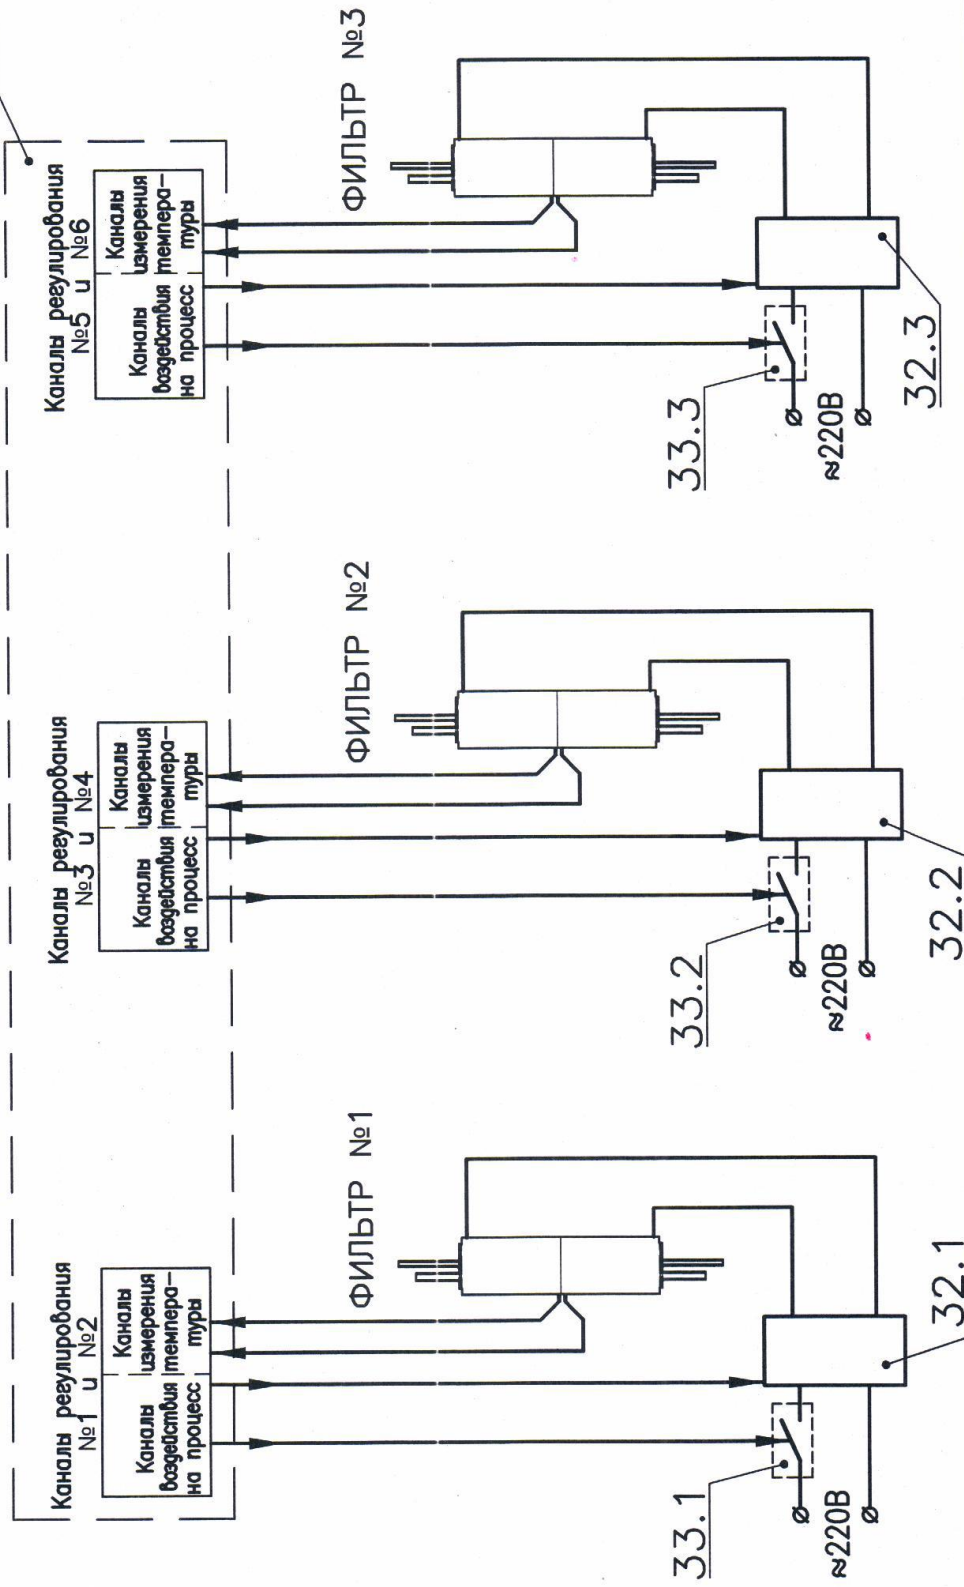 Каналы регулирования
№1 и №2
Каналы
воздействия
на процесс
Каналы
измерения
темпера—
туры
ФИЛЬТР №1
33.1
≈220В
32.1
Каналы регулирования
№3 и №4
Каналы
воздействия
на процесс
Каналы
измерения
темпера—
туры
ФИЛЬТР №2
33.2
≈220В
32.2
Каналы регулирования
№5 и №6
Каналы
воздействия
на процесс
Каналы
измерения
темпера—
туры
ФИЛЬТР №3
33.3
≈220В
32.3